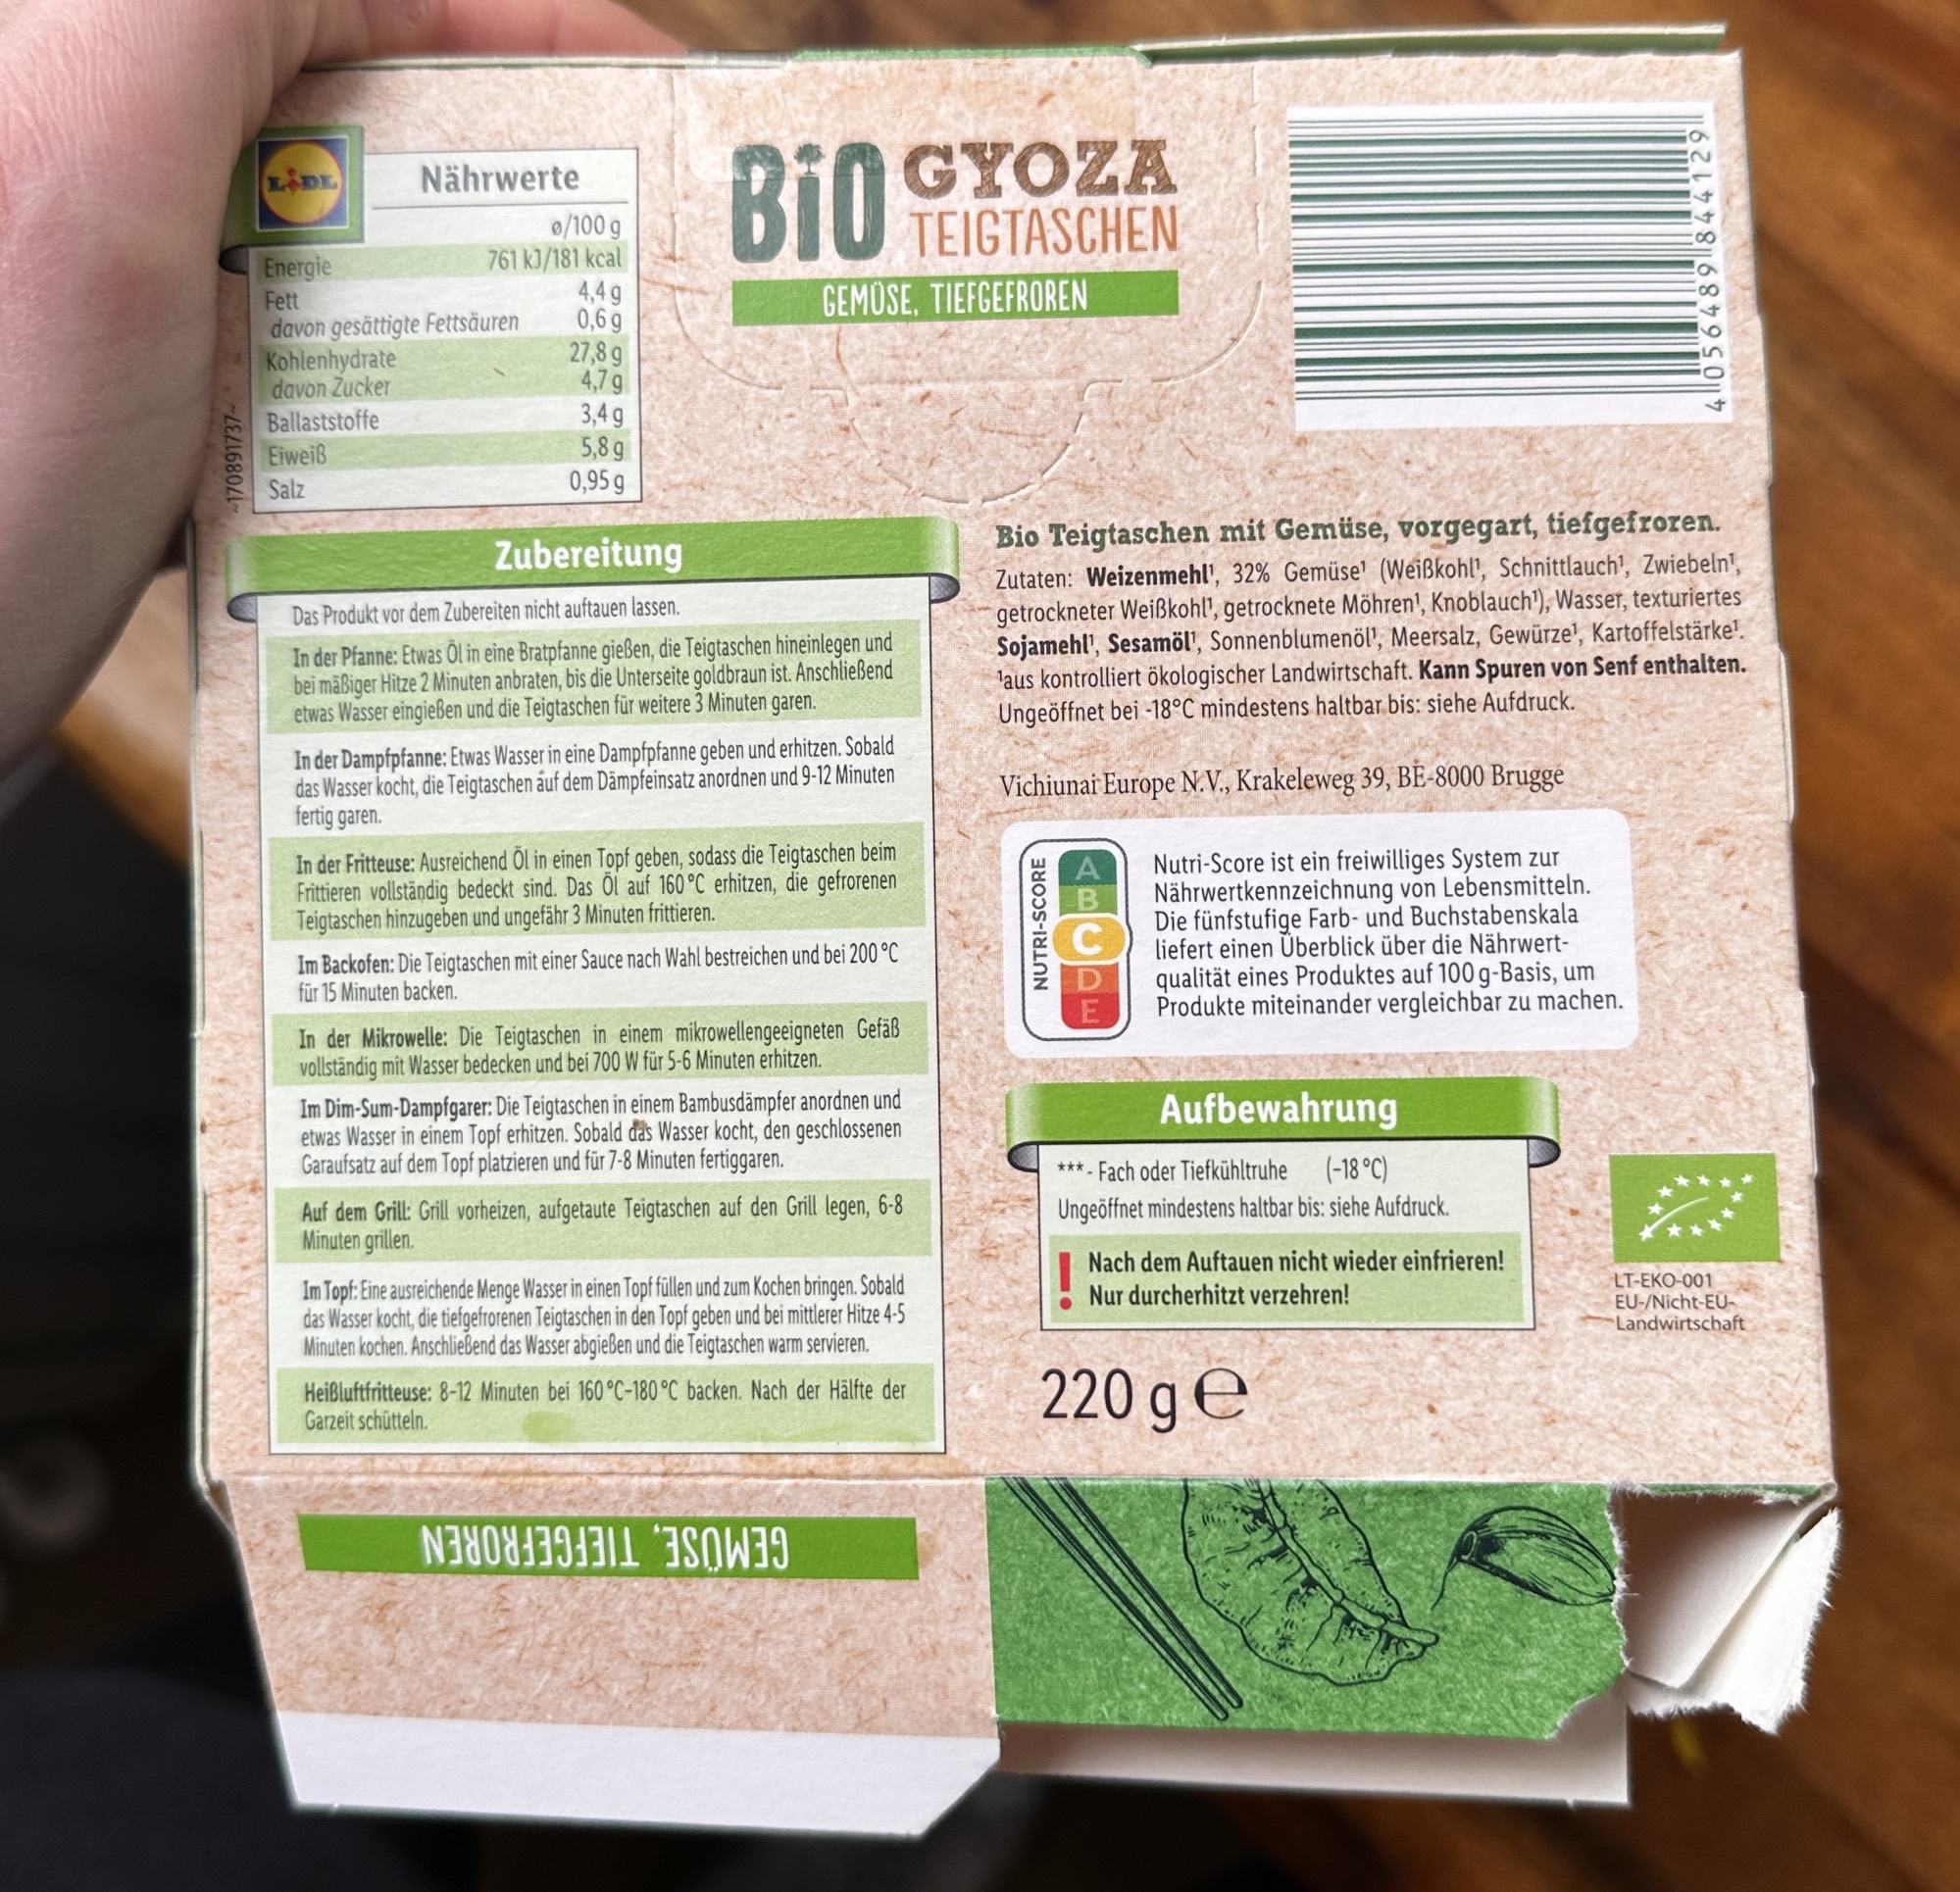 LIDL
Nährwerte
ø/100 g
Energie 761 kJ/181 kcal
Fett 4,4 g
davon gesättigte Fettsäuren 0,6 g
Kohlenhydrate 27,8 g
davon Zucker 4,7 g
Ballaststoffe 3,4 g
Eiweiß 5,8 g
Salz 0,95 g
~170891737~
BiO GYOZA
TEIGTASCHEN
GEMÜSE, TIEFGEFROREN
4 056489 844129
Zubereitung
Das Produkt vor dem Zubereiten nicht auftauen lassen.
In der Pfanne: Etwas Öl in eine Bratpfanne gießen, die Teigtaschen hineinlegen und
bei mäßiger Hitze 2 Minuten anbraten, bis die Unterseite goldbraun ist. Anschließend
etwas Wasser eingießen und die Teigtaschen für weitere 3 Minuten garen.
In der Dampfpfanne: Etwas Wasser in eine Dampfpfanne geben und erhitzen. Sobald
das Wasser kocht, die Teigtaschen auf dem Dämpfeinsatz anordnen und 9-12 Minuten
fertig garen.
In der Fritteuse: Ausreichend Öl in einen Topf geben, sodass die Teigtaschen beim
Frittieren vollständig bedeckt sind. Das Öl auf 160 °C erhitzen, die gefrorenen
Teigtaschen hinzugeben und ungefähr 3 Minuten frittieren.
Im Backofen: Die Teigtaschen mit einer Sauce nach Wahl bestreichen und bei 200 °C
für 15 Minuten backen.
In der Mikrowelle: Die Teigtaschen in einem mikrowellengeeigneten Gefäß
vollständig mit Wasser bedecken und bei 700 W für 5-6 Minuten erhitzen.
Im Dim-Sum-Dampfgarer: Die Teigtaschen in einem Bambusdämpfer anordnen und
etwas Wasser in einem Topf erhitzen. Sobald das Wasser kocht, den geschlossenen
Garaufsatz auf dem Topf platzieren und für 7-8 Minuten fertiggaren.
Auf dem Grill: Grill vorheizen, aufgetaute Teigtaschen auf den Grill legen, 6-8
Minuten grillen.
Im Topf: Eine ausreichende Menge Wasser in einen Topf füllen und zum Kochen bringen. Sobald
das Wasser kocht, die tiefgefrorenen Teigtaschen in den Topf geben und bei mittlerer Hitze 4-5
Minuten kochen. Anschließend das Wasser abgießen und die Teigtaschen warm servieren.
Heißluftfritteuse: 8-12 Minuten bei 160 °C-180 °C backen. Nach der Hälfte der
Garzeit schütteln.
Bio Teigtaschen mit Gemüse, vorgegart, tiefgefroren.
Zutaten: Weizenmehl¹, 32% Gemüse¹ (Weißkohl¹, Schnittlauch¹, Zwiebeln¹,
getrockneter Weißkohl¹, getrocknete Möhren¹, Knoblauch¹), Wasser, texturiertes
Sojamehl¹, Sesamöl¹, Sonnenblumenöl¹, Meersalz, Gewürze¹, Kartoffelstärke¹.
¹aus kontrolliert ökologischer Landwirtschaft. Kann Spuren von Senf enthalten.
Ungeöffnet bei -18°C mindestens haltbar bis: siehe Aufdruck.
Vichiunai Europe N.V., Krakeleweg 39, BE-8000 Brugge
NUTRI-SCORE
A
B
C
D
E
Nutri-Score ist ein freiwilliges System zur
Nährwertkennzeichnung von Lebensmitteln.
Die fünfstufige Farb- und Buchstabenskala
liefert einen Überblick über die Nährwert-
qualität eines Produktes auf 100 g-Basis, um
Produkte miteinander vergleichbar zu machen.
Aufbewahrung
***- Fach oder Tiefkühltruhe (-18 °C)
Ungeöffnet mindestens haltbar bis: siehe Aufdruck.
! Nach dem Auftauen nicht wieder einfrieren!
Nur durcherhitzt verzehren!
LT-EKO-001
EU-/Nicht-EU-
Landwirtschaft
220 g e
GEMÜSE, TIEFGEFROREN